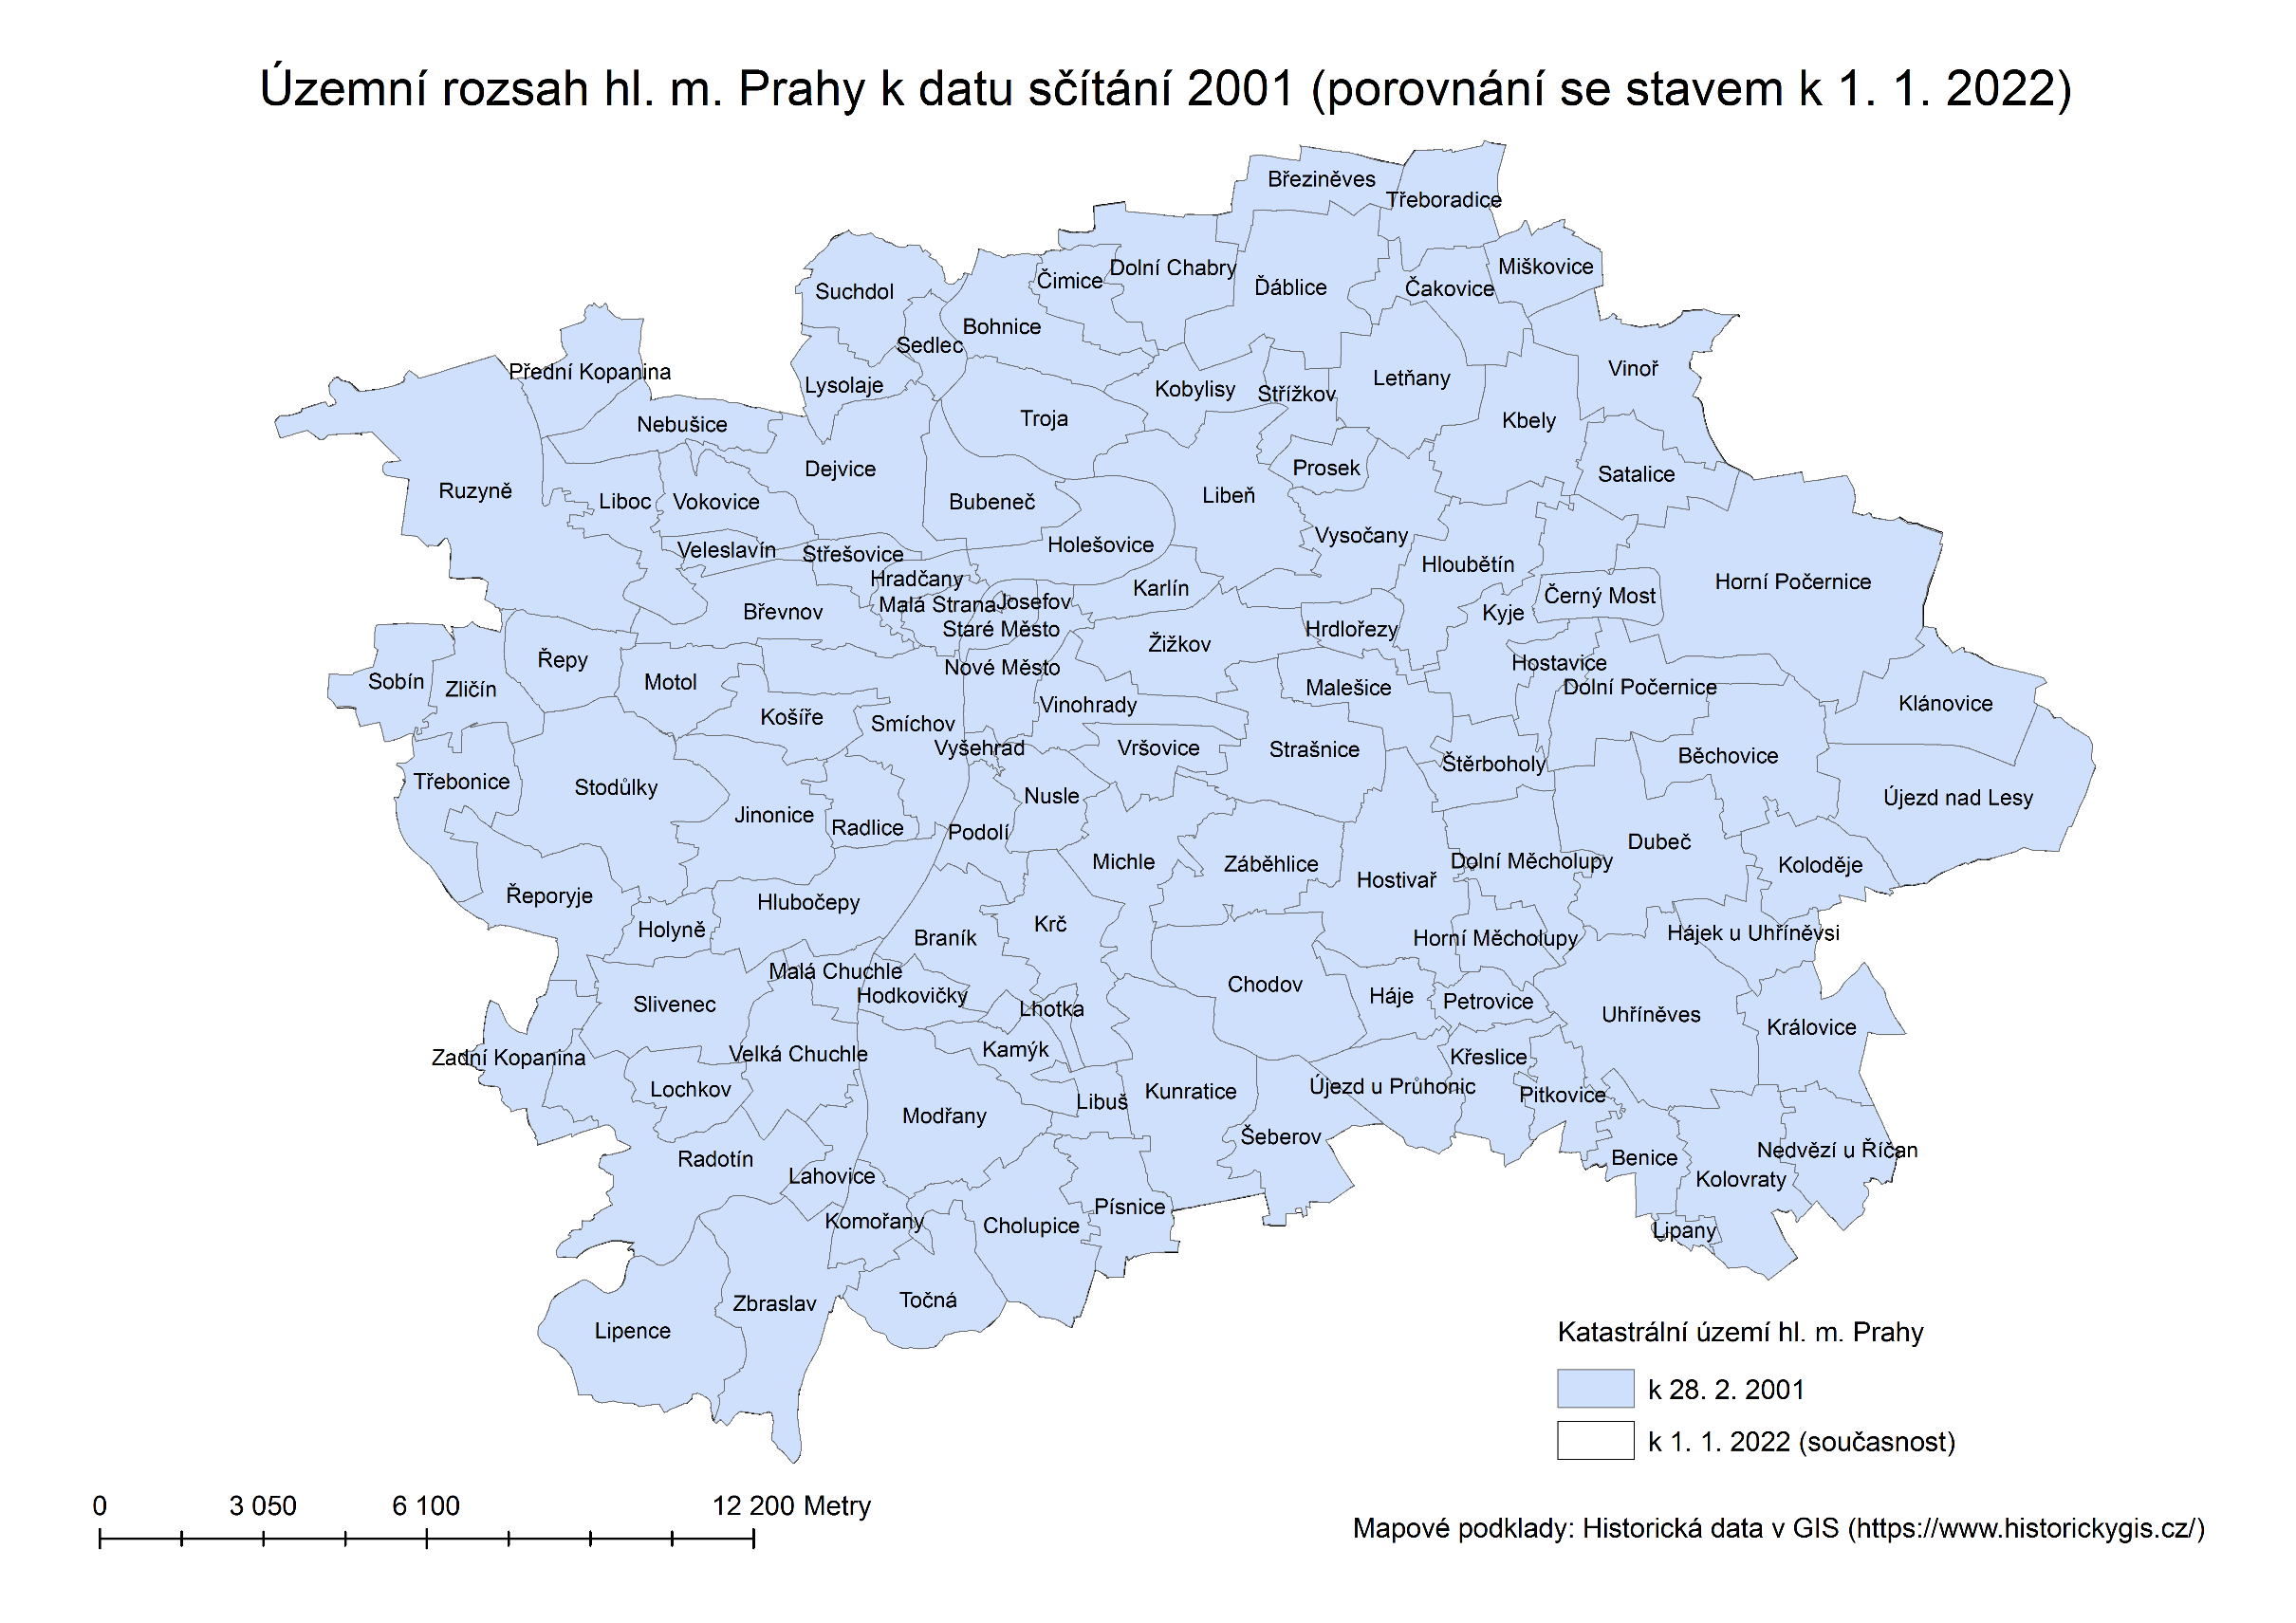 Územní rozsah hl. m. Prahy k datu sčítání 2001 (porovnání se stavem k 1. 1. 2022)
Březiněves
Třeboradice
Dolní Chabry
Miškovice
Čimice
Ďáblice
Čakovice
Suchdol
Bohnice
Sedlec
Přední Kopanina
Vinoř
Letňany
Lysolaje
Kobylisy
Střížkov
Troja
Kbely
Nebušice
Dejvice
Prosek
Satalice
Ruzyně
Libeň
Liboc
Vokovice
Bubeneč
Vysočany
Holešovice
Veleslavín
Střešovice
Hloubětín
Hradčany
Horní Počernice
Karlín
Černý Most
Malá Strana
Josefov
Břevnov
Kyje
Staré Město
Hrdlořezy
Žižkov
Řepy
Hostavice
Nové Město
Sobín
Motol
Zličín
Malešice
Dolní Počernice
Klánovice
Vinohrady
Košíře
Smíchov
Vyšehrad
Vršovice
Strašnice
Běchovice
Štěrboholy
Třebonice
Stodůlky
Nusle
Újezd nad Lesy
Jinonice
Radlice
Podolí
Dubeč
Michle
Záběhlice
Dolní Měcholupy
Koloděje
Hostivař
Řeporyje
Hlubočepy
Krč
Holyně
Braník
Horní Měcholupy
Hájek u Uhříněvsi
Malá Chuchle
Chodov
Hodkovičky
Háje
Petrovice
Slivenec
Lhotka
Uhříněves
Královice
Kamýk
Velká Chuchle
Zadní Kopanina
Křeslice
Újezd u Průhonic
Lochkov
Kunratice
Pitkovice
Libuš
Modřany
Šeberov
Nedvězí u Říčan
Radotín
Benice
Lahovice
Kolovraty
Písnice
Komořany
Cholupice
Lipany
Točná
Zbraslav
Lipence
Katastrální území hl. m. Prahy
k 28. 2. 2001
k 1. 1. 2022 (současnost)
0 3 050 6 100 12 200 Metry
Mapové podklady: Historická data v GIS (https://www.historickygis.cz/)